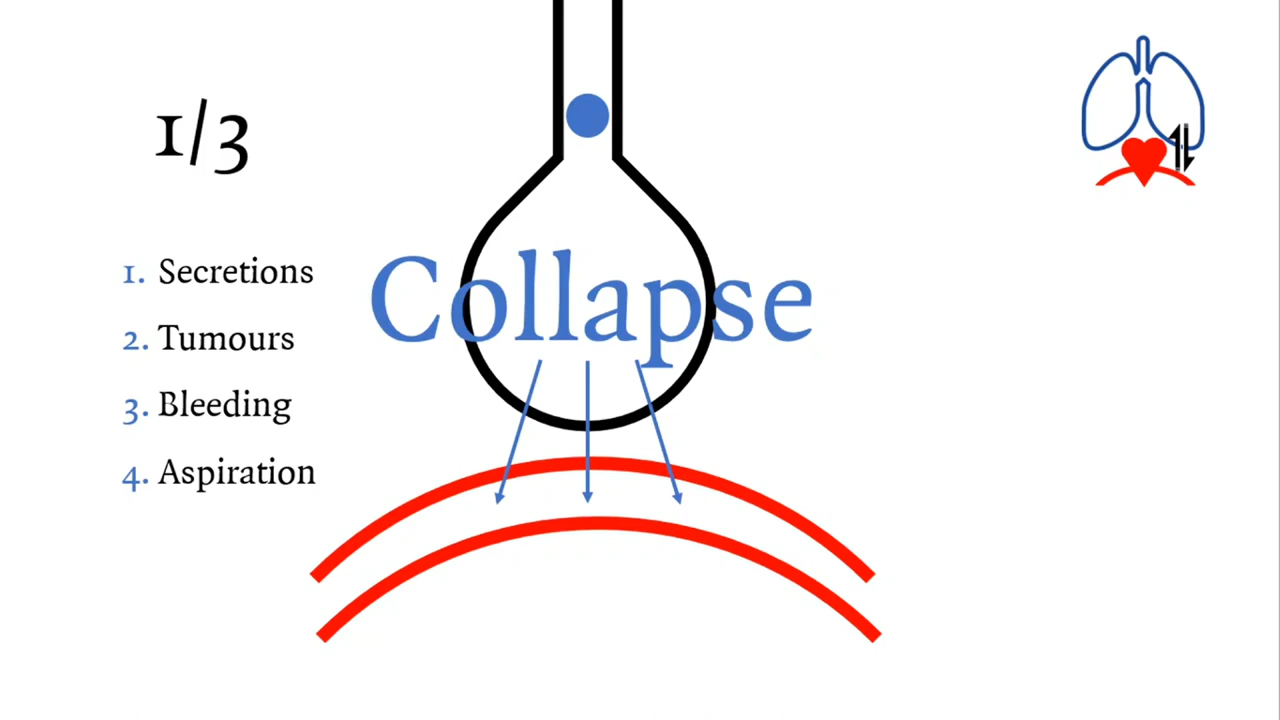 1/3
1. Secretions
2. Tumours
3. Bleeding
4. Aspiration
Collapse